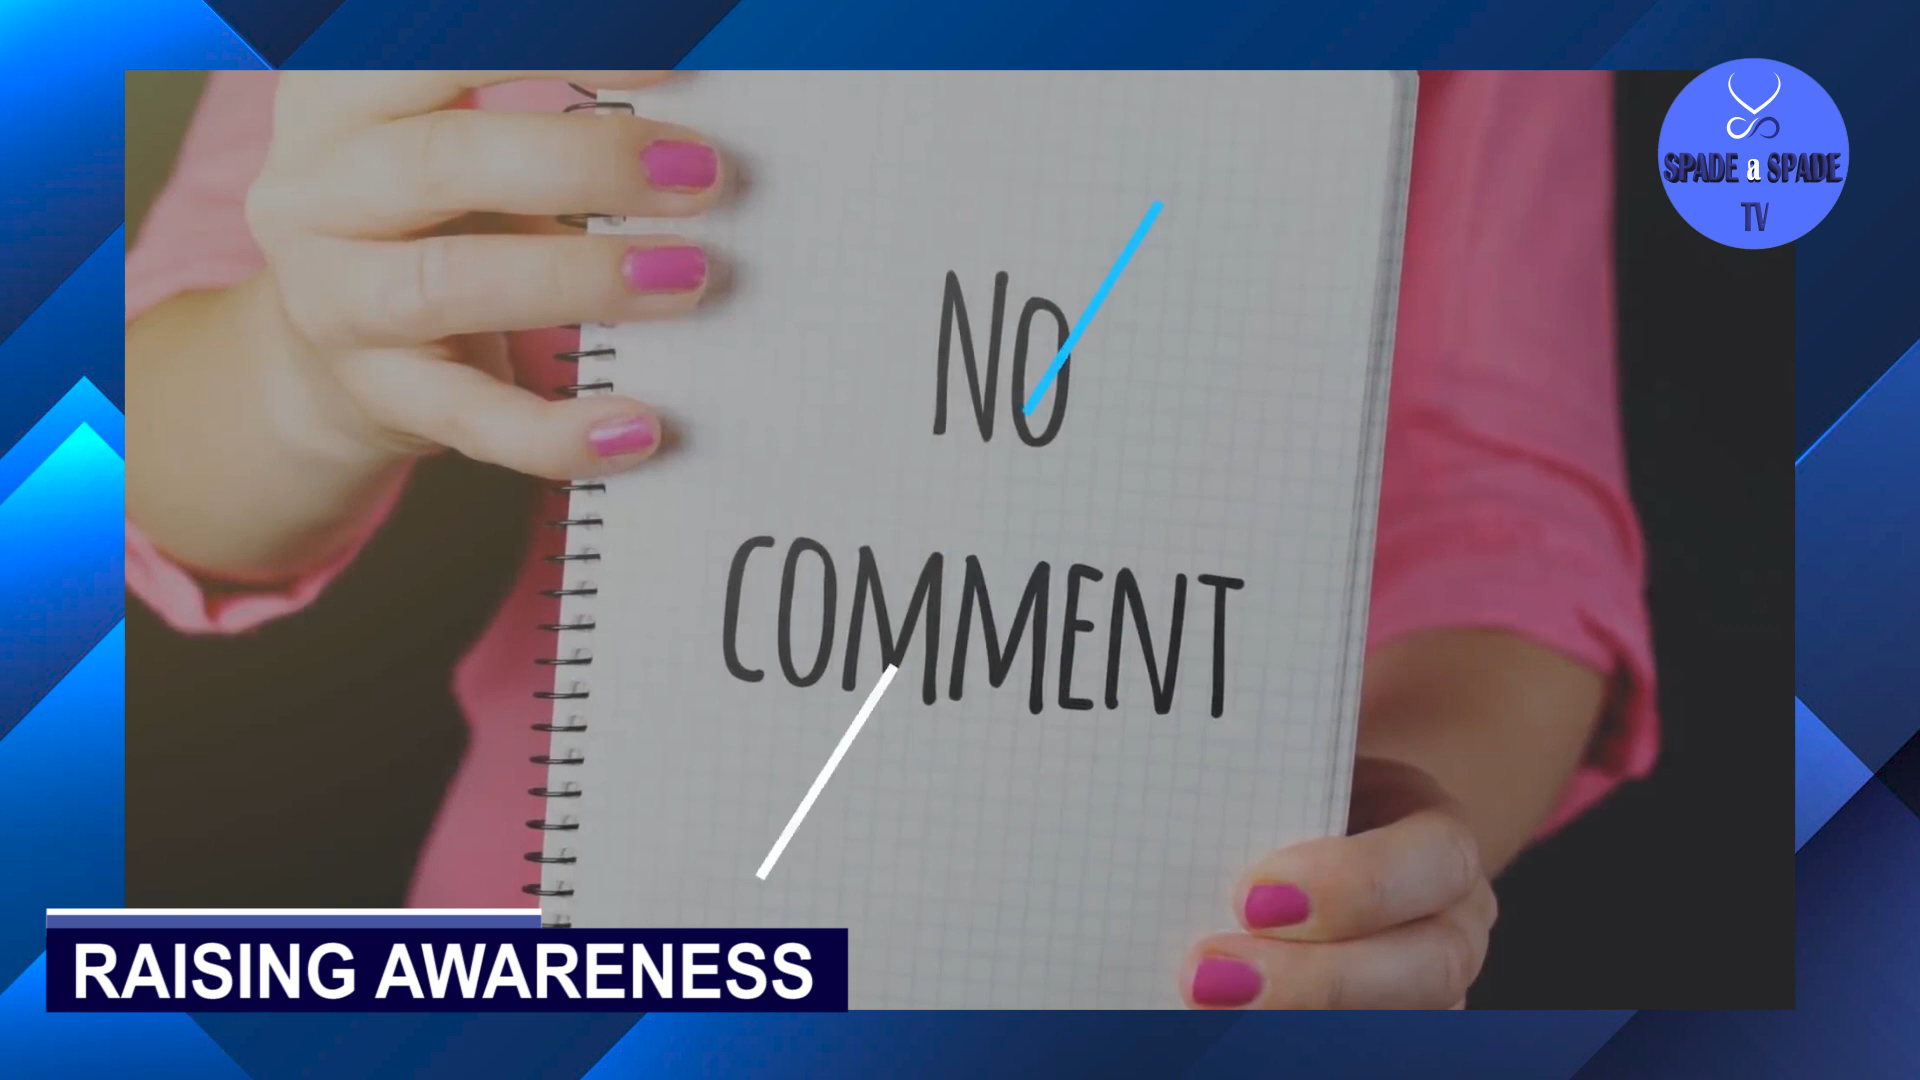 SPADE a SPADE
TV
NO
COMMENT
RAISING AWARENESS